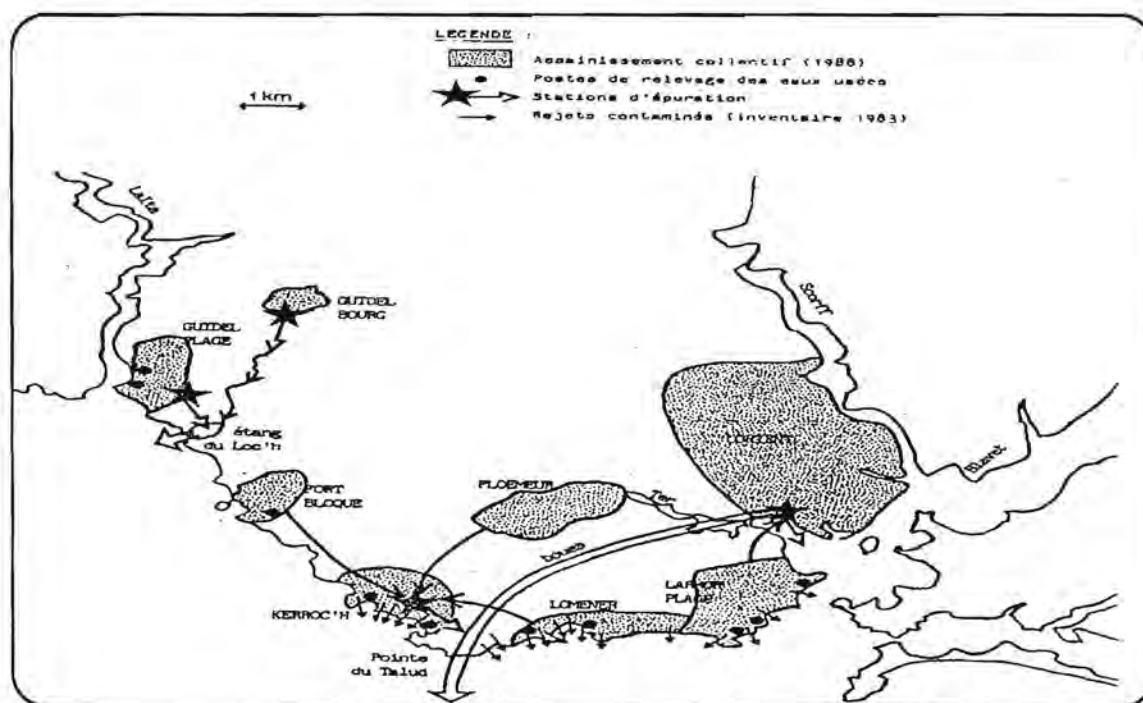 LEGENDE :
Assainissement collectif (1988)
Postes de relevage des eaux usées
Stations d'épuration
Rejets contaminés (inventaire 1983)
1 km
Laïta
Scorff
GUIDEL
BOURG
GUIDEL
PLAGE
étang
du Loc'h
LORIENT
Blavet
PORT
BLOQUE
PLOEMEUR
Ter
boues
LARMOR
PLAGE
KERROC'H
LOMENER
Pointe
du Talud